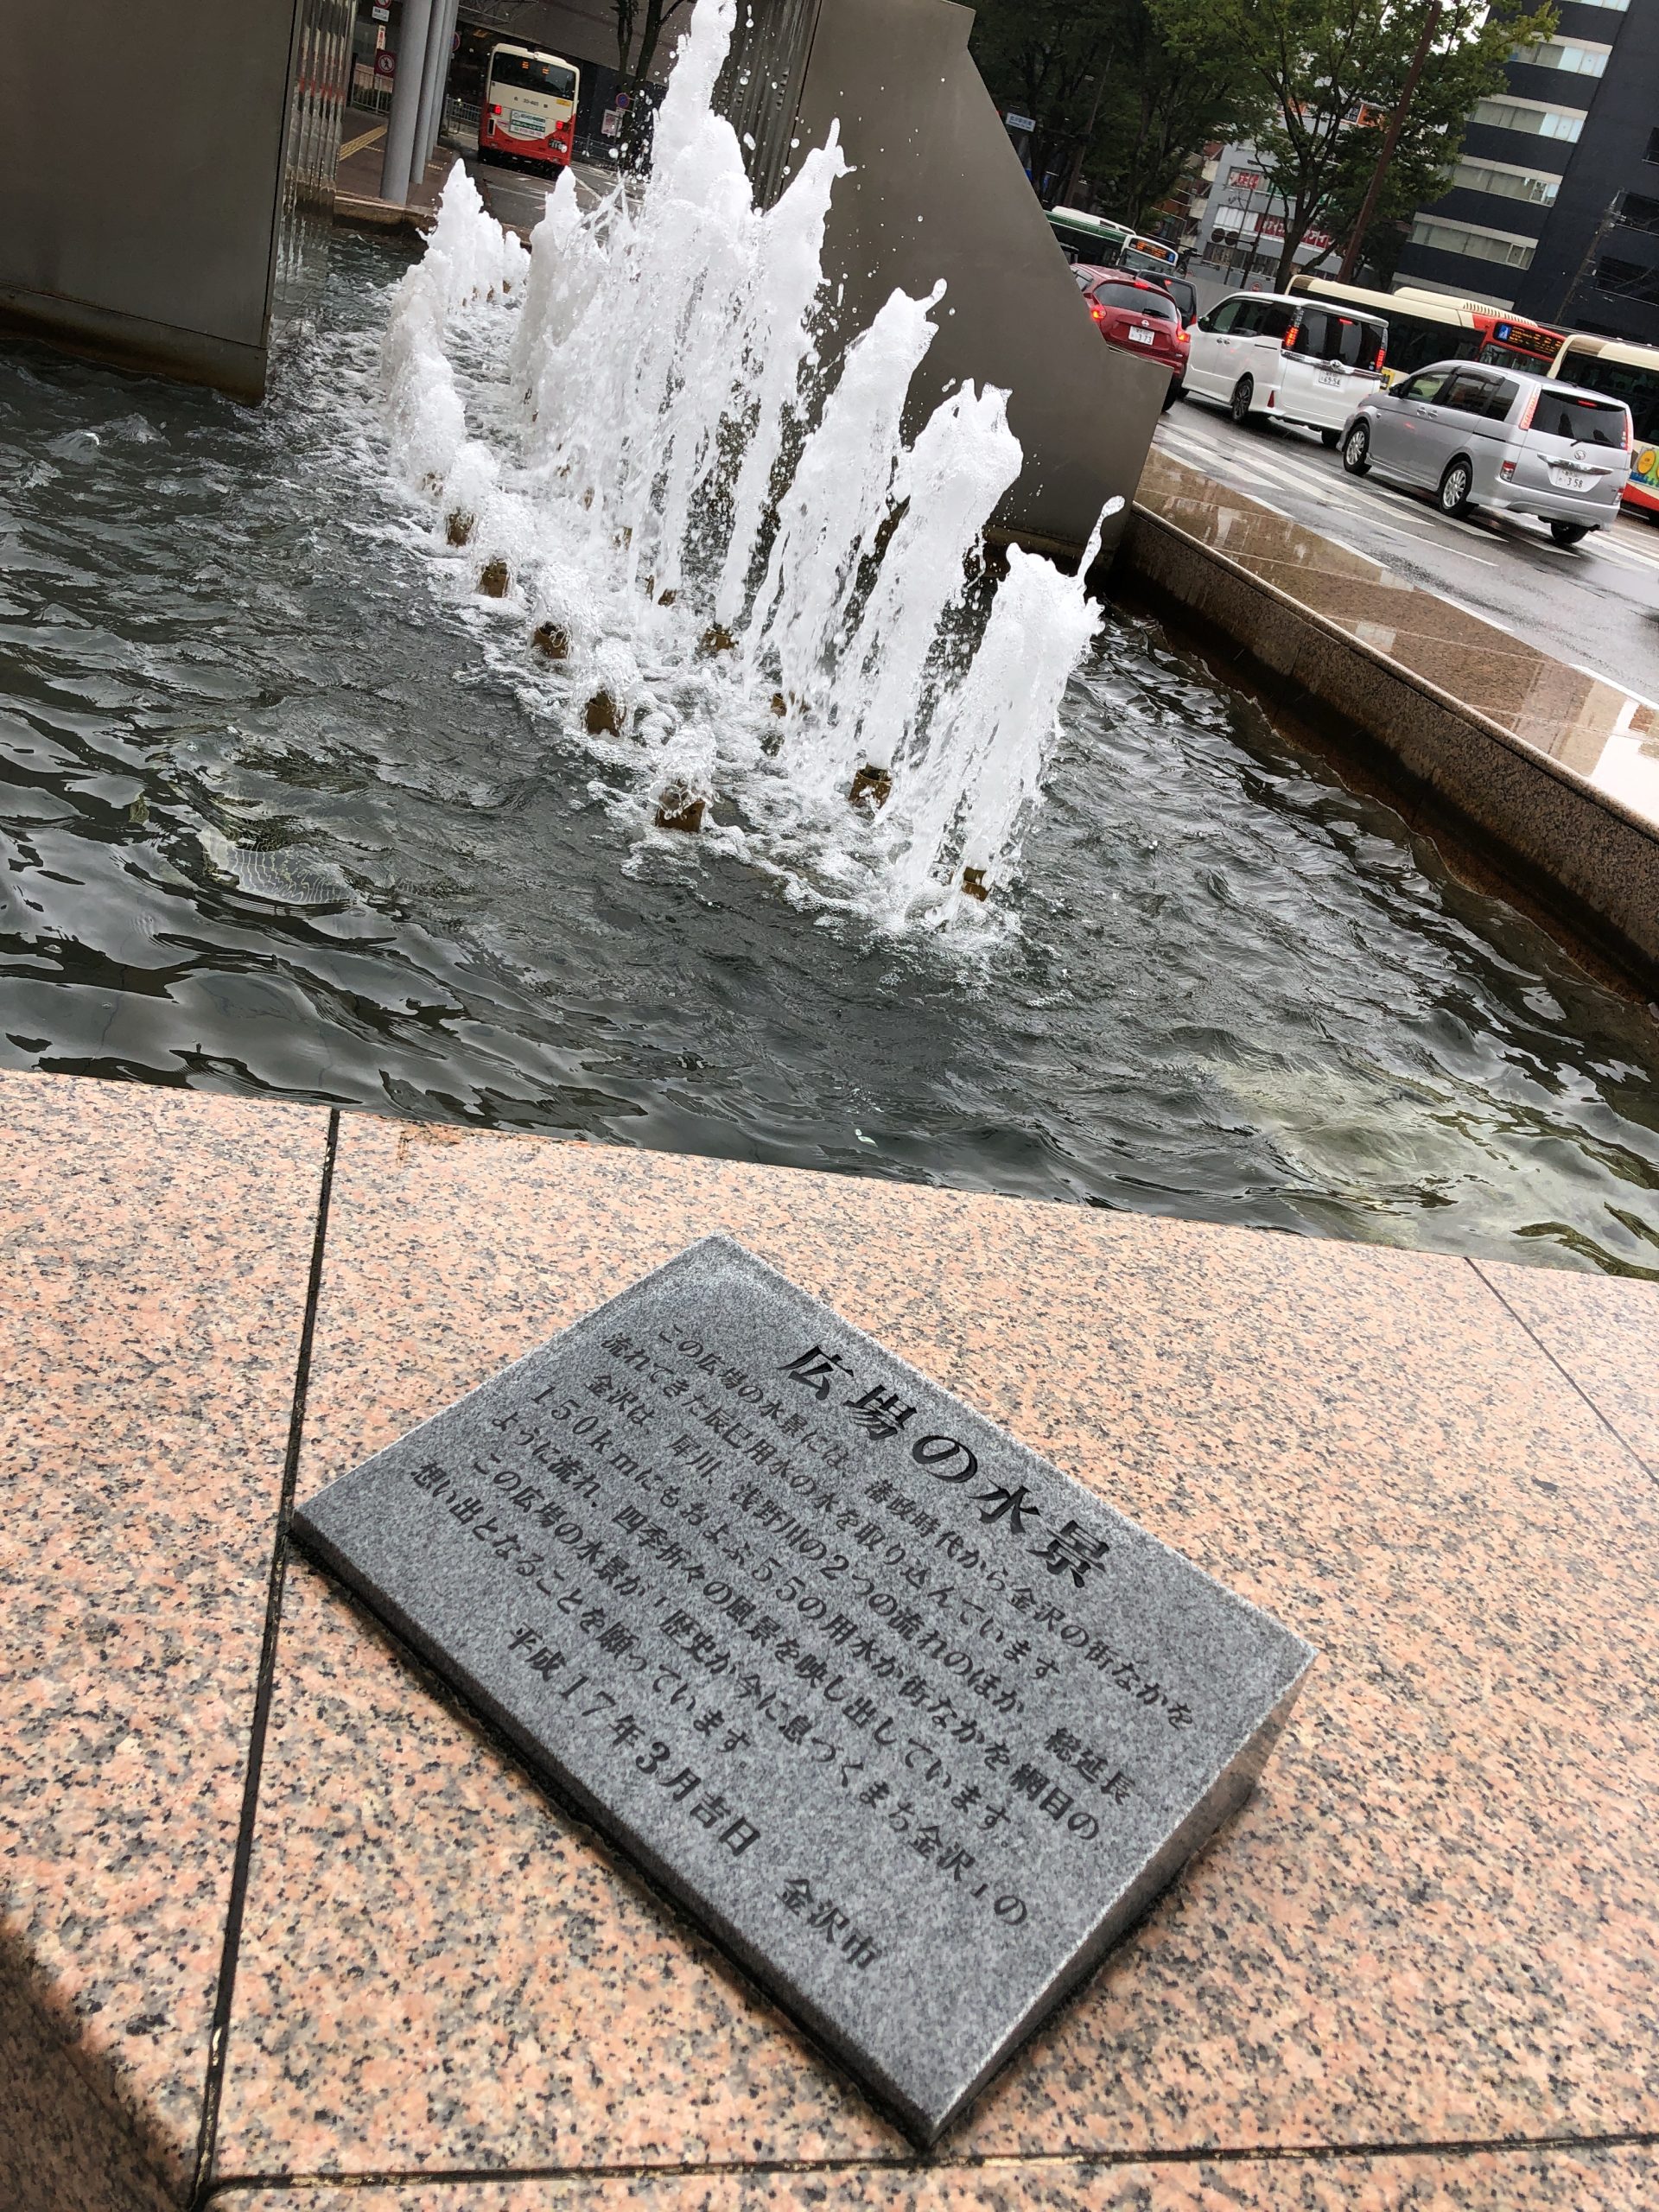 広場の水景
この広場の水景には、藩政時代から金沢の街なかを
流れてきた辰巳用水の水を取り込んでいます。
金沢は、犀川、浅野川の2つの流れのほか、総延長
150kmにもおよぶ55の用水が街なかを網目の
ように流れ、四季折々の風景を映し出しています。
この広場の水景が「歴史が今に息づくまち金沢」の
想い出となることを願っています。
平成17年3月吉日 金沢市
・373
・358